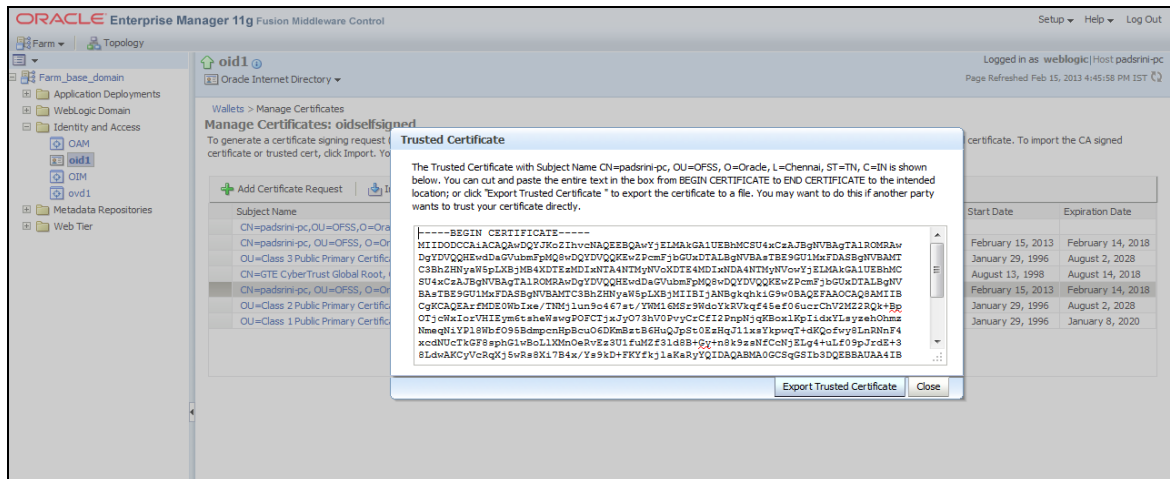 ORACLE Enterprise Manager 11g Fusion Middleware Control
Setup Help Log Out
Farm Topology
oid1
Logged in as weblogic|Host padsrini-pc
Oracle Internet Directory
Page Refreshed Feb 15, 2013 4:45:58 PM IST
Farm_base_domain
Application Deployments
WebLogic Domain
Identity and Access
OAM
oid1
OIM
ovd1
Metadata Repositories
Web Tier
Wallets > Manage Certificates
Manage Certificates: oidselfsigned
To generate a certificate signing request (
certificate. To import the CA signed
certificate or trusted cert, click Import. Yo
Add Certificate Request
Subject Name
Start Date Expiration Date
CN=padsrini-pc,OU=OFSS,O=Ora
CN=padsrini-pc, OU=OFSS, O=Or
February 15, 2013 February 14, 2018
OU=Class 3 Public Primary Certific
January 29, 1996 August 2, 2028
CN=GTE CyberTrust Global Root,
August 13, 1998 August 14, 2018
CN=padsrini-pc, OU=OFSS, O=Or
February 15, 2013 February 14, 2018
OU=Class 2 Public Primary Certific
January 29, 1996 August 2, 2028
OU=Class 1 Public Primary Certific
January 29, 1996 January 8, 2020
Trusted Certificate
The Trusted Certificate with Subject Name CN=padsrini-pc, OU=OFSS, O=Oracle, L=Chennai, ST=TN, C=IN is shown
below. You can cut and paste the entire text in the box from BEGIN CERTIFICATE to END CERTIFICATE to the intended
location; or click "Export Trusted Certificate " to export the certificate to a file. You may want to do this if another party
wants to trust your certificate directly.
-----BEGIN CERTIFICATE-----
Export Trusted Certificate Close